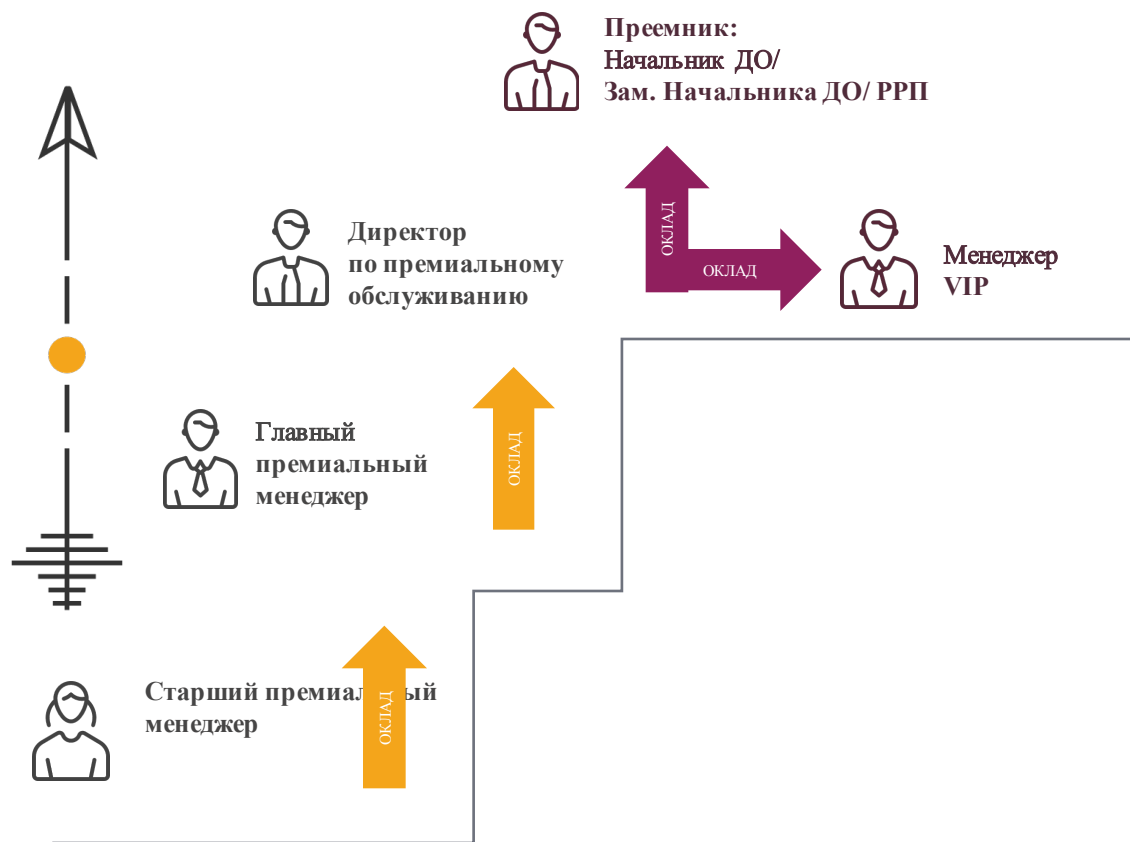 Преемник:
Начальник ДО/
Зам. Начальника ДО/ РРП
ОКЛАД
ОКЛАД
Директор
по премиальному
обслуживанию
Менеджер
VIP
ОКЛАД
Главный
премиальный
менеджер
ОКЛАД
Старший премиальный
менеджер